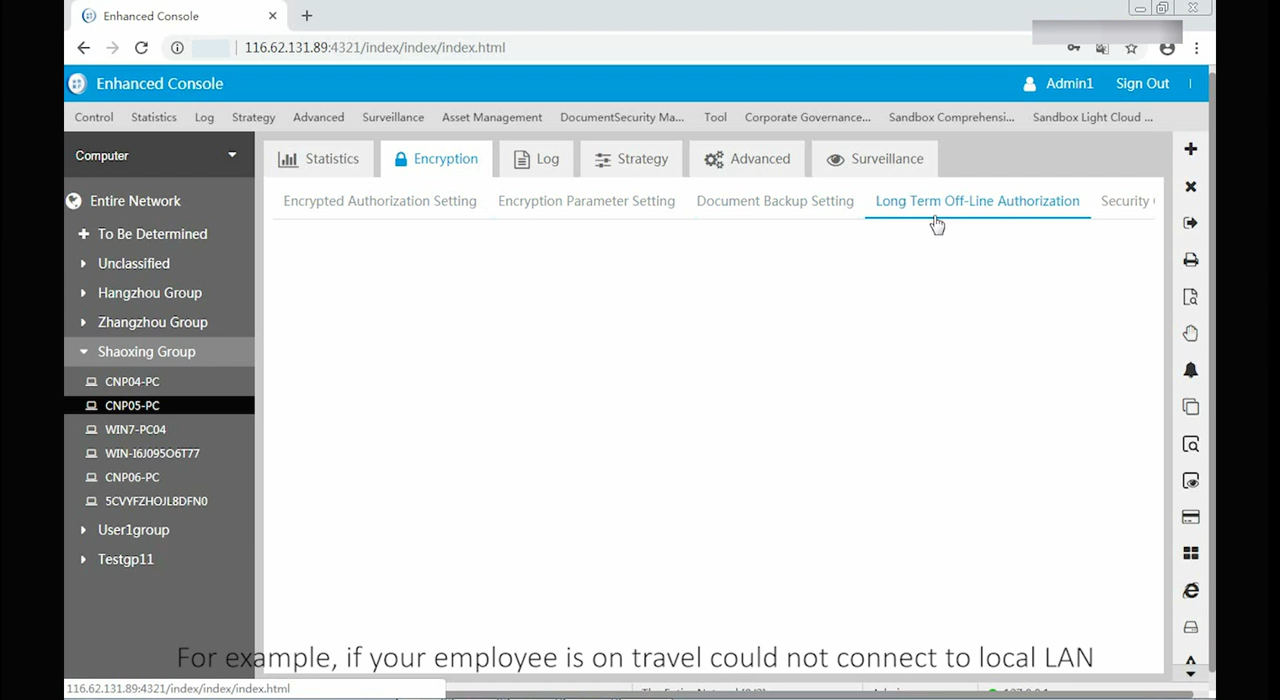 Enhanced Console
116.62.131.89:4321/index/index/index.html
Enhanced Console
Admin1
Sign Out
Control
Statistics
Log
Strategy
Advanced
Surveillance
Asset Management
DocumentSecurity Ma...
Tool
Corporate Governance...
Sandbox Comprehensi...
Sandbox Light Cloud ...
Computer
Statistics
Encryption
Log
Strategy
Advanced
Surveillance
Entire Network
To Be Determined
Unclassified
Hangzhou Group
Zhangzhou Group
Shaoxing Group
CNP04-PC
CNP05-PC
WIN7-PC04
WIN-I6J095O6T77
CNP06-PC
5CVYFZHOJL8DFN0
User1group
Testgp11
Encrypted Authorization Setting
Encryption Parameter Setting
Document Backup Setting
Long Term Off-Line Authorization
Security
For example, if your employee is on travel could not connect to local LAN
116.62.131.89:4321/index/index/index.html